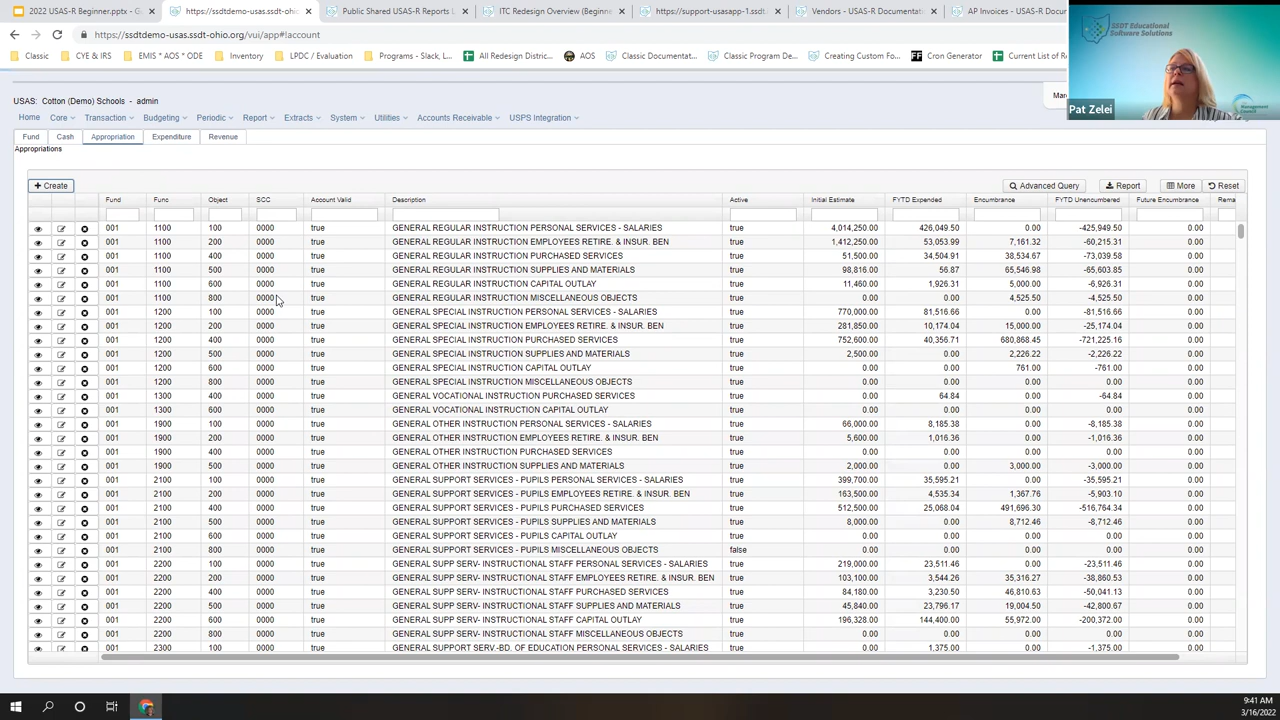 2022 USAS-R Beginner.pptx - G
https://ssdtdemo-usas.ssdt-ohi
Public Shared USAS-R Reports L
ITC Redesign Overview (Beginne
https://support-usasapp-1.ssdt
Vendors - USAS-R Documentati
AP Invoices - USAS-R Docum
https://ssdtdemo-usas.ssdt-ohio.org/vui/app#!account
Classic
CYE & IRS
EMIS * AOS * ODE
Inventory
LPDC / Evaluation
Programs - Slack, L...
All Redesign Distric...
AOS
Classic Documentat...
Classic Program De...
Creating Custom Fo...
Cron Generator
Current List of Re
SSDT Educational
Software Solutions
Management
Council
Pat Zelei
USAS: Cotton (Demo) Schools - admin
Home Core Transaction Budgeting Periodic Report Extracts System Utilities Accounts Receivable USPS Integration
Fund Cash Appropriation Expenditure Revenue
Appropriations
Create Advanced Query Report More Reset
Fund Func Object SCC Account Valid Description Active Initial Estimate FYTD Expended Encumbrance FYTD Unencumbered Future Encumbrance Rema
001 1100 100 0000 true GENERAL REGULAR INSTRUCTION PERSONAL SERVICES - SALARIES true 4,014,250.00 426,049.50 0.00 -425,949.50 0.00
001 1100 200 0000 true GENERAL REGULAR INSTRUCTION EMPLOYEES RETIRE. & INSUR. BEN true 1,412,250.00 53,053.99 7,161.32 -60,215.31 0.00
001 1100 400 0000 true GENERAL REGULAR INSTRUCTION PURCHASED SERVICES true 51,500.00 34,504.91 38,534.67 -73,039.58 0.00
001 1100 500 0000 true GENERAL REGULAR INSTRUCTION SUPPLIES AND MATERIALS true 98,816.00 56.87 65,546.98 -65,603.85 0.00
001 1100 600 0000 true GENERAL REGULAR INSTRUCTION CAPITAL OUTLAY true 11,460.00 1,926.31 5,000.00 -6,926.31 0.00
001 1100 800 0000 true GENERAL REGULAR INSTRUCTION MISCELLANEOUS OBJECTS true 0.00 0.00 4,525.50 -4,525.50 0.00
001 1200 100 0000 true GENERAL SPECIAL INSTRUCTION PERSONAL SERVICES - SALARIES true 770,000.00 81,516.66 0.00 -81,516.66 0.00
001 1200 200 0000 true GENERAL SPECIAL INSTRUCTION EMPLOYEES RETIRE. & INSUR. BEN true 281,850.00 10,174.04 15,000.00 -25,174.04 0.00
001 1200 400 0000 true GENERAL SPECIAL INSTRUCTION PURCHASED SERVICES true 752,600.00 40,356.71 680,868.45 -721,225.16 0.00
001 1200 500 0000 true GENERAL SPECIAL INSTRUCTION SUPPLIES AND MATERIALS true 2,500.00 0.00 2,226.22 -2,226.22 0.00
001 1200 600 0000 true GENERAL SPECIAL INSTRUCTION CAPITAL OUTLAY true 0.00 0.00 761.00 -761.00 0.00
001 1200 800 0000 true GENERAL SPECIAL INSTRUCTION MISCELLANEOUS OBJECTS true 0.00 0.00 0.00 0.00 0.00
001 1300 400 0000 true GENERAL VOCATIONAL INSTRUCTION PURCHASED SERVICES true 0.00 64.84 0.00 -64.84 0.00
001 1300 600 0000 true GENERAL VOCATIONAL INSTRUCTION CAPITAL OUTLAY true 0.00 0.00 0.00 0.00 0.00
001 1900 100 0000 true GENERAL OTHER INSTRUCTION PERSONAL SERVICES - SALARIES true 66,000.00 8,185.38 0.00 -8,185.38 0.00
001 1900 200 0000 true GENERAL OTHER INSTRUCTION EMPLOYEES RETIRE. & INSUR. BEN true 5,600.00 1,016.36 0.00 -1,016.36 0.00
001 1900 400 0000 true GENERAL OTHER INSTRUCTION PURCHASED SERVICES true 0.00 0.00 0.00 0.00 0.00
001 1900 500 0000 true GENERAL OTHER INSTRUCTION SUPPLIES AND MATERIALS true 2,000.00 0.00 3,000.00 -3,000.00 0.00
001 2100 100 0000 true GENERAL SUPPORT SERVICES - PUPILS PERSONAL SERVICES - SALARIES true 399,700.00 35,595.21 0.00 -35,595.21 0.00
001 2100 200 0000 true GENERAL SUPPORT SERVICES - PUPILS EMPLOYEES RETIRE. & INSUR. BEN true 163,500.00 4,535.34 1,367.76 -5,903.10 0.00
001 2100 400 0000 true GENERAL SUPPORT SERVICES - PUPILS PURCHASED SERVICES true 512,500.00 25,068.04 491,696.30 -516,764.34 0.00
001 2100 500 0000 true GENERAL SUPPORT SERVICES - PUPILS SUPPLIES AND MATERIALS true 8,000.00 0.00 8,712.46 -8,712.46 0.00
001 2100 600 0000 true GENERAL SUPPORT SERVICES - PUPILS CAPITAL OUTLAY true 0.00 0.00 0.00 0.00 0.00
001 2100 800 0000 true GENERAL SUPPORT SERVICES - PUPILS MISCELLANEOUS OBJECTS false 0.00 0.00 0.00 0.00 0.00
001 2200 100 0000 true GENERAL SUPP SERV- INSTRUCTIONAL STAFF PERSONAL SERVICES - SALARIES true 219,000.00 23,511.46 0.00 -23,511.46 0.00
001 2200 200 0000 true GENERAL SUPP SERV- INSTRUCTIONAL STAFF EMPLOYEES RETIRE. & INSUR. BEN true 103,100.00 3,544.26 35,316.27 -38,860.53 0.00
001 2200 400 0000 true GENERAL SUPP SERV- INSTRUCTIONAL STAFF PURCHASED SERVICES true 84,180.00 3,230.50 46,810.63 -50,041.13 0.00
001 2200 500 0000 true GENERAL SUPP SERV- INSTRUCTIONAL STAFF SUPPLIES AND MATERIALS true 45,840.00 23,796.17 19,004.50 -42,800.67 0.00
001 2200 600 0000 true GENERAL SUPP SERV- INSTRUCTIONAL STAFF CAPITAL OUTLAY true 196,328.00 144,400.00 55,972.00 -200,372.00 0.00
001 2200 800 0000 true GENERAL SUPP SERV- INSTRUCTIONAL STAFF MISCELLANEOUS OBJECTS true 0.00 0.00 0.00 0.00 0.00
001 2300 100 0000 true GENERAL SUPPORT SERV.-BD. OF EDUCATION PERSONAL SERVICES - SALARIES true 0.00 1,375.00 0.00 -1,375.00 0.00
9:41 AM
3/16/2022